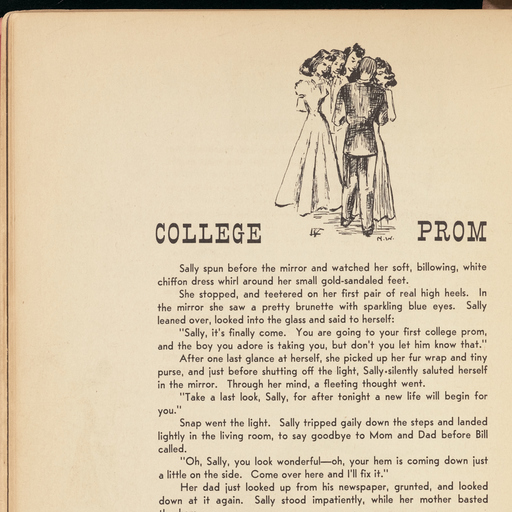 COLLEGE PROM
Sally spun before the mirror and watched her soft, billowing, white
chiffon dress whirl around her small gold-sandaled feet.
She stopped, and teetered on her first pair of real high heels. In
the mirror she saw a pretty brunette with sparkling blue eyes. Sally
leaned over, looked into the glass and said to herself:
"Sally, it's finally come. You are going to your first college prom,
and the boy you adore is taking you, but don't you let him know that."
After one last glance at herself, she picked up her fur wrap and tiny
purse, and just before shutting off the light, Sally silently saluted herself
in the mirror. Through her mind, a fleeting thought went.
"Take a last look, Sally, for after tonight a new life will begin for
you."
Snap went the light. Sally tripped gaily down the steps and landed
lightly in the living room, to say goodbye to Mom and Dad before Bill
called.
"Oh, Sally, you look wonderful—oh, your hem is coming down just
a little on the side. Come over here and I'll fix it."
Her dad just looked up from his newspaper, grunted, and looked
down at it again. Sally stood impatiently, while her mother basted